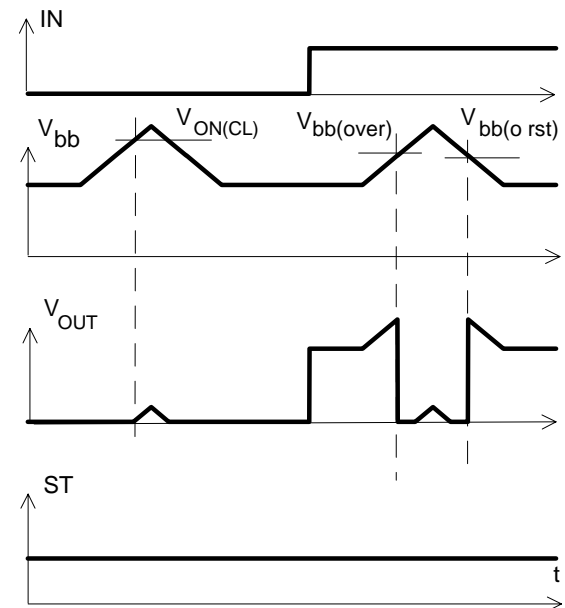 IN
Vbb
VON(CL)
Vbb(over)
Vbb(o rst)
VOUT
ST
t